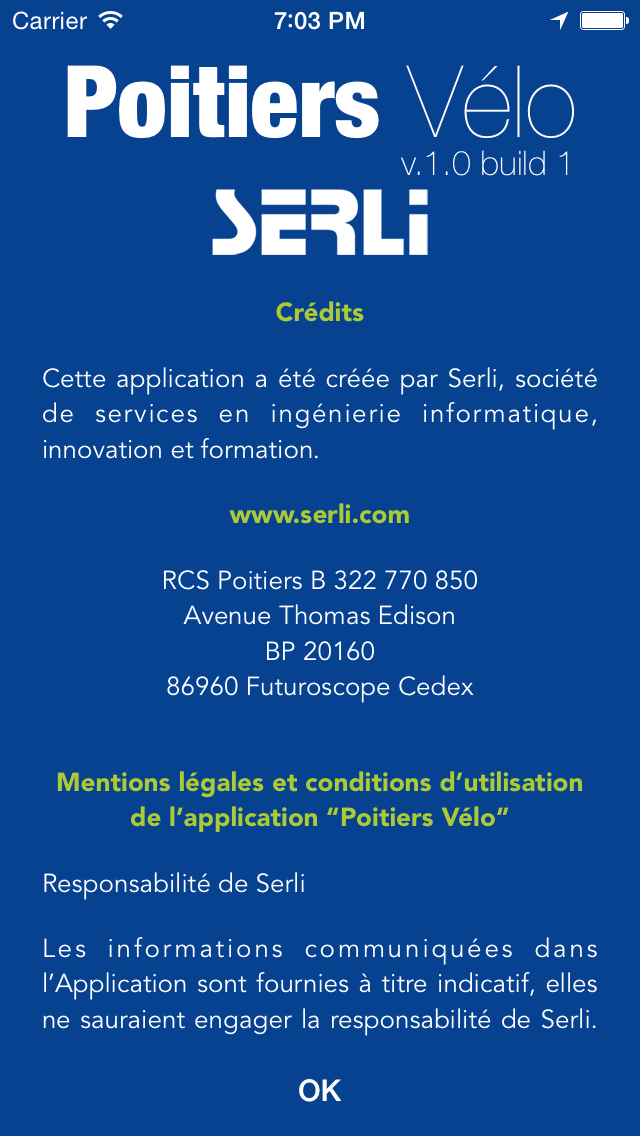 Carrier 7:03 PM
Poitiers Vélo
v.1.0 build 1
SERLi
Crédits
Cette application a été créée par Serli, société
de services en ingénierie informatique,
innovation et formation.
www.serli.com
RCS Poitiers B 322 770 850
Avenue Thomas Edison
BP 20160
86960 Futuroscope Cedex
Mentions légales et conditions d’utilisation
de l’application “Poitiers Vélo”
Responsabilité de Serli
Les informations communiquées dans
l’Application sont fournies à titre indicatif, elles
ne sauraient engager la responsabilité de Serli.
OK